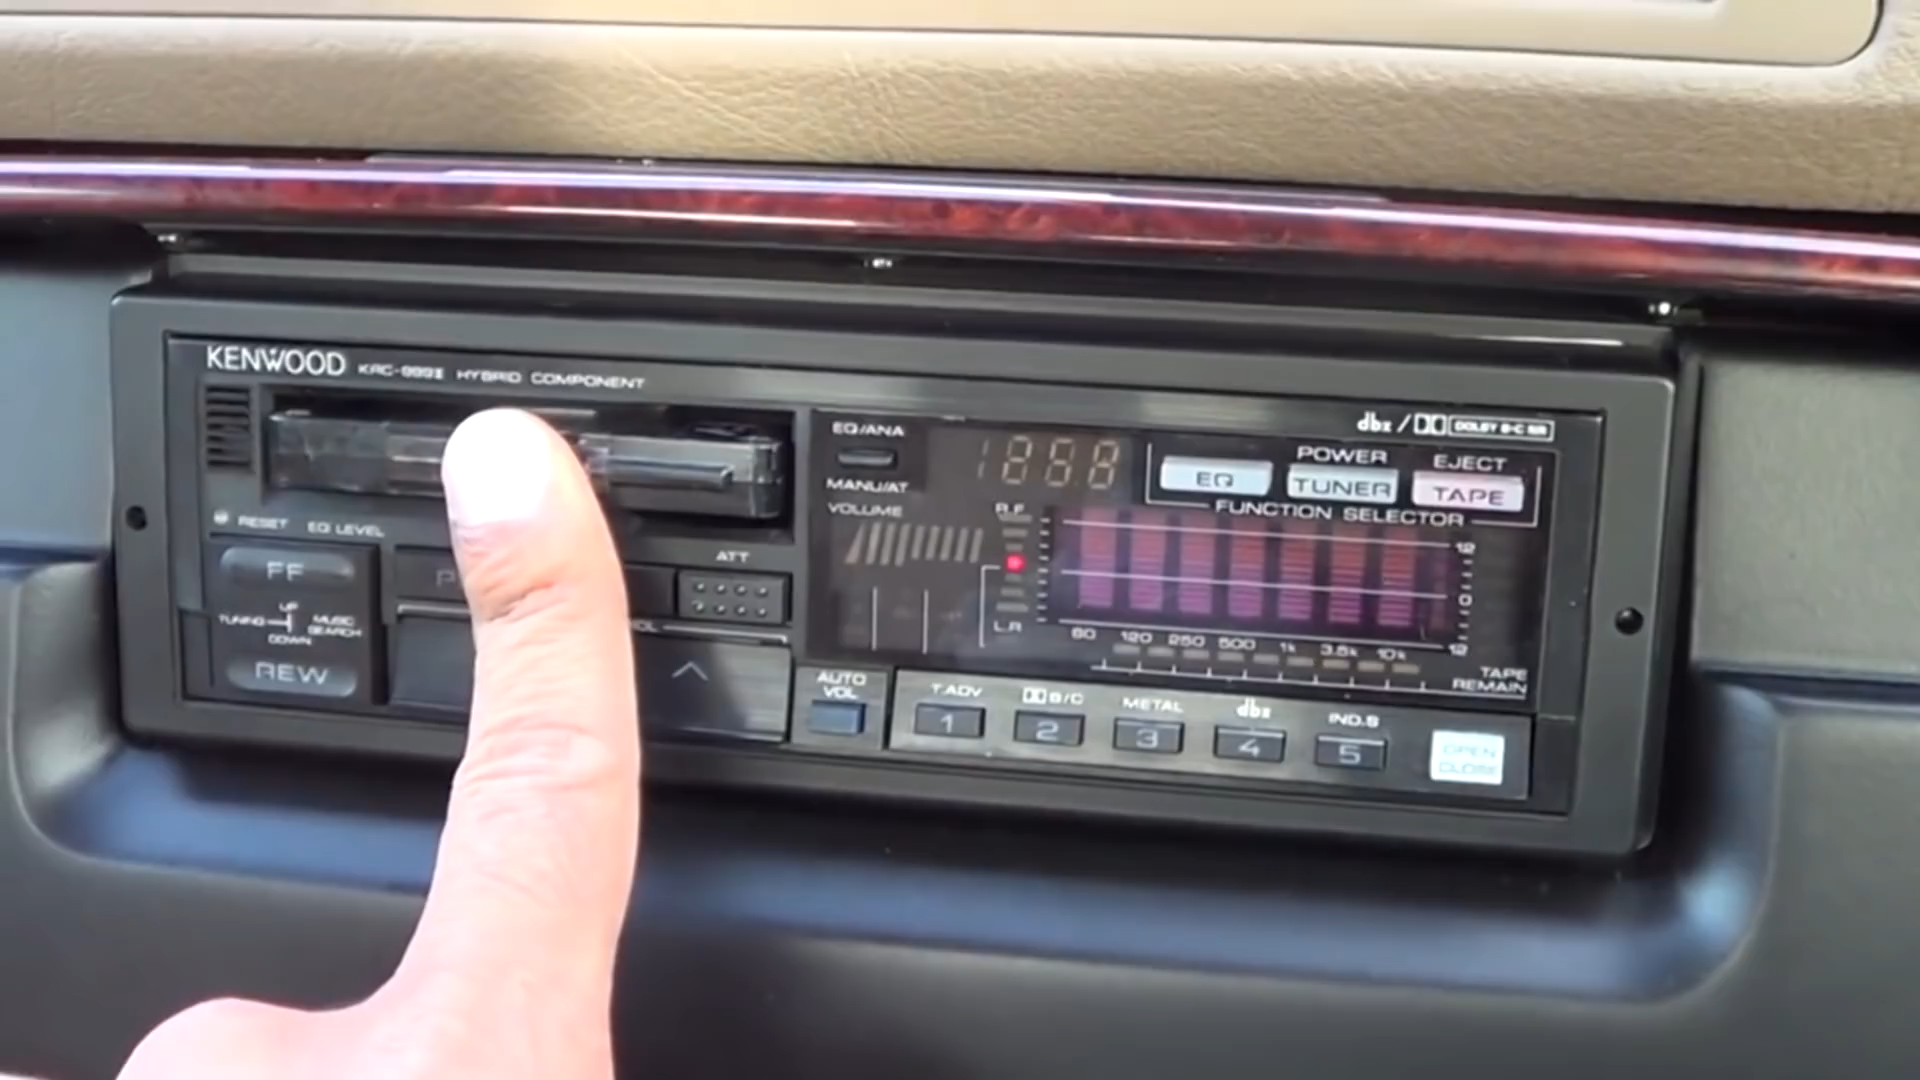 KENWOOD KRC-999II HYBRID COMPONENT
dbx / DOLBY B-C NR
EQ/ANA
MANU/AT
VOLUME
1868
POWER
EJECT
EQ
TUNER
TAPE
FUNCTION SELECTOR
R.F
L.R
12
0
12
60 120 250 500 1k 3.5k 10k
TAPE
REMAIN
RESET
EQ LEVEL
FF
ATT
UP
TUNING
MUSIC
SEARCH
DOWN
REW
AUTO
VOL
T.ADV
B/C
METAL
dbx
IND.S
1
2
3
4
5
OPEN
CLOSE